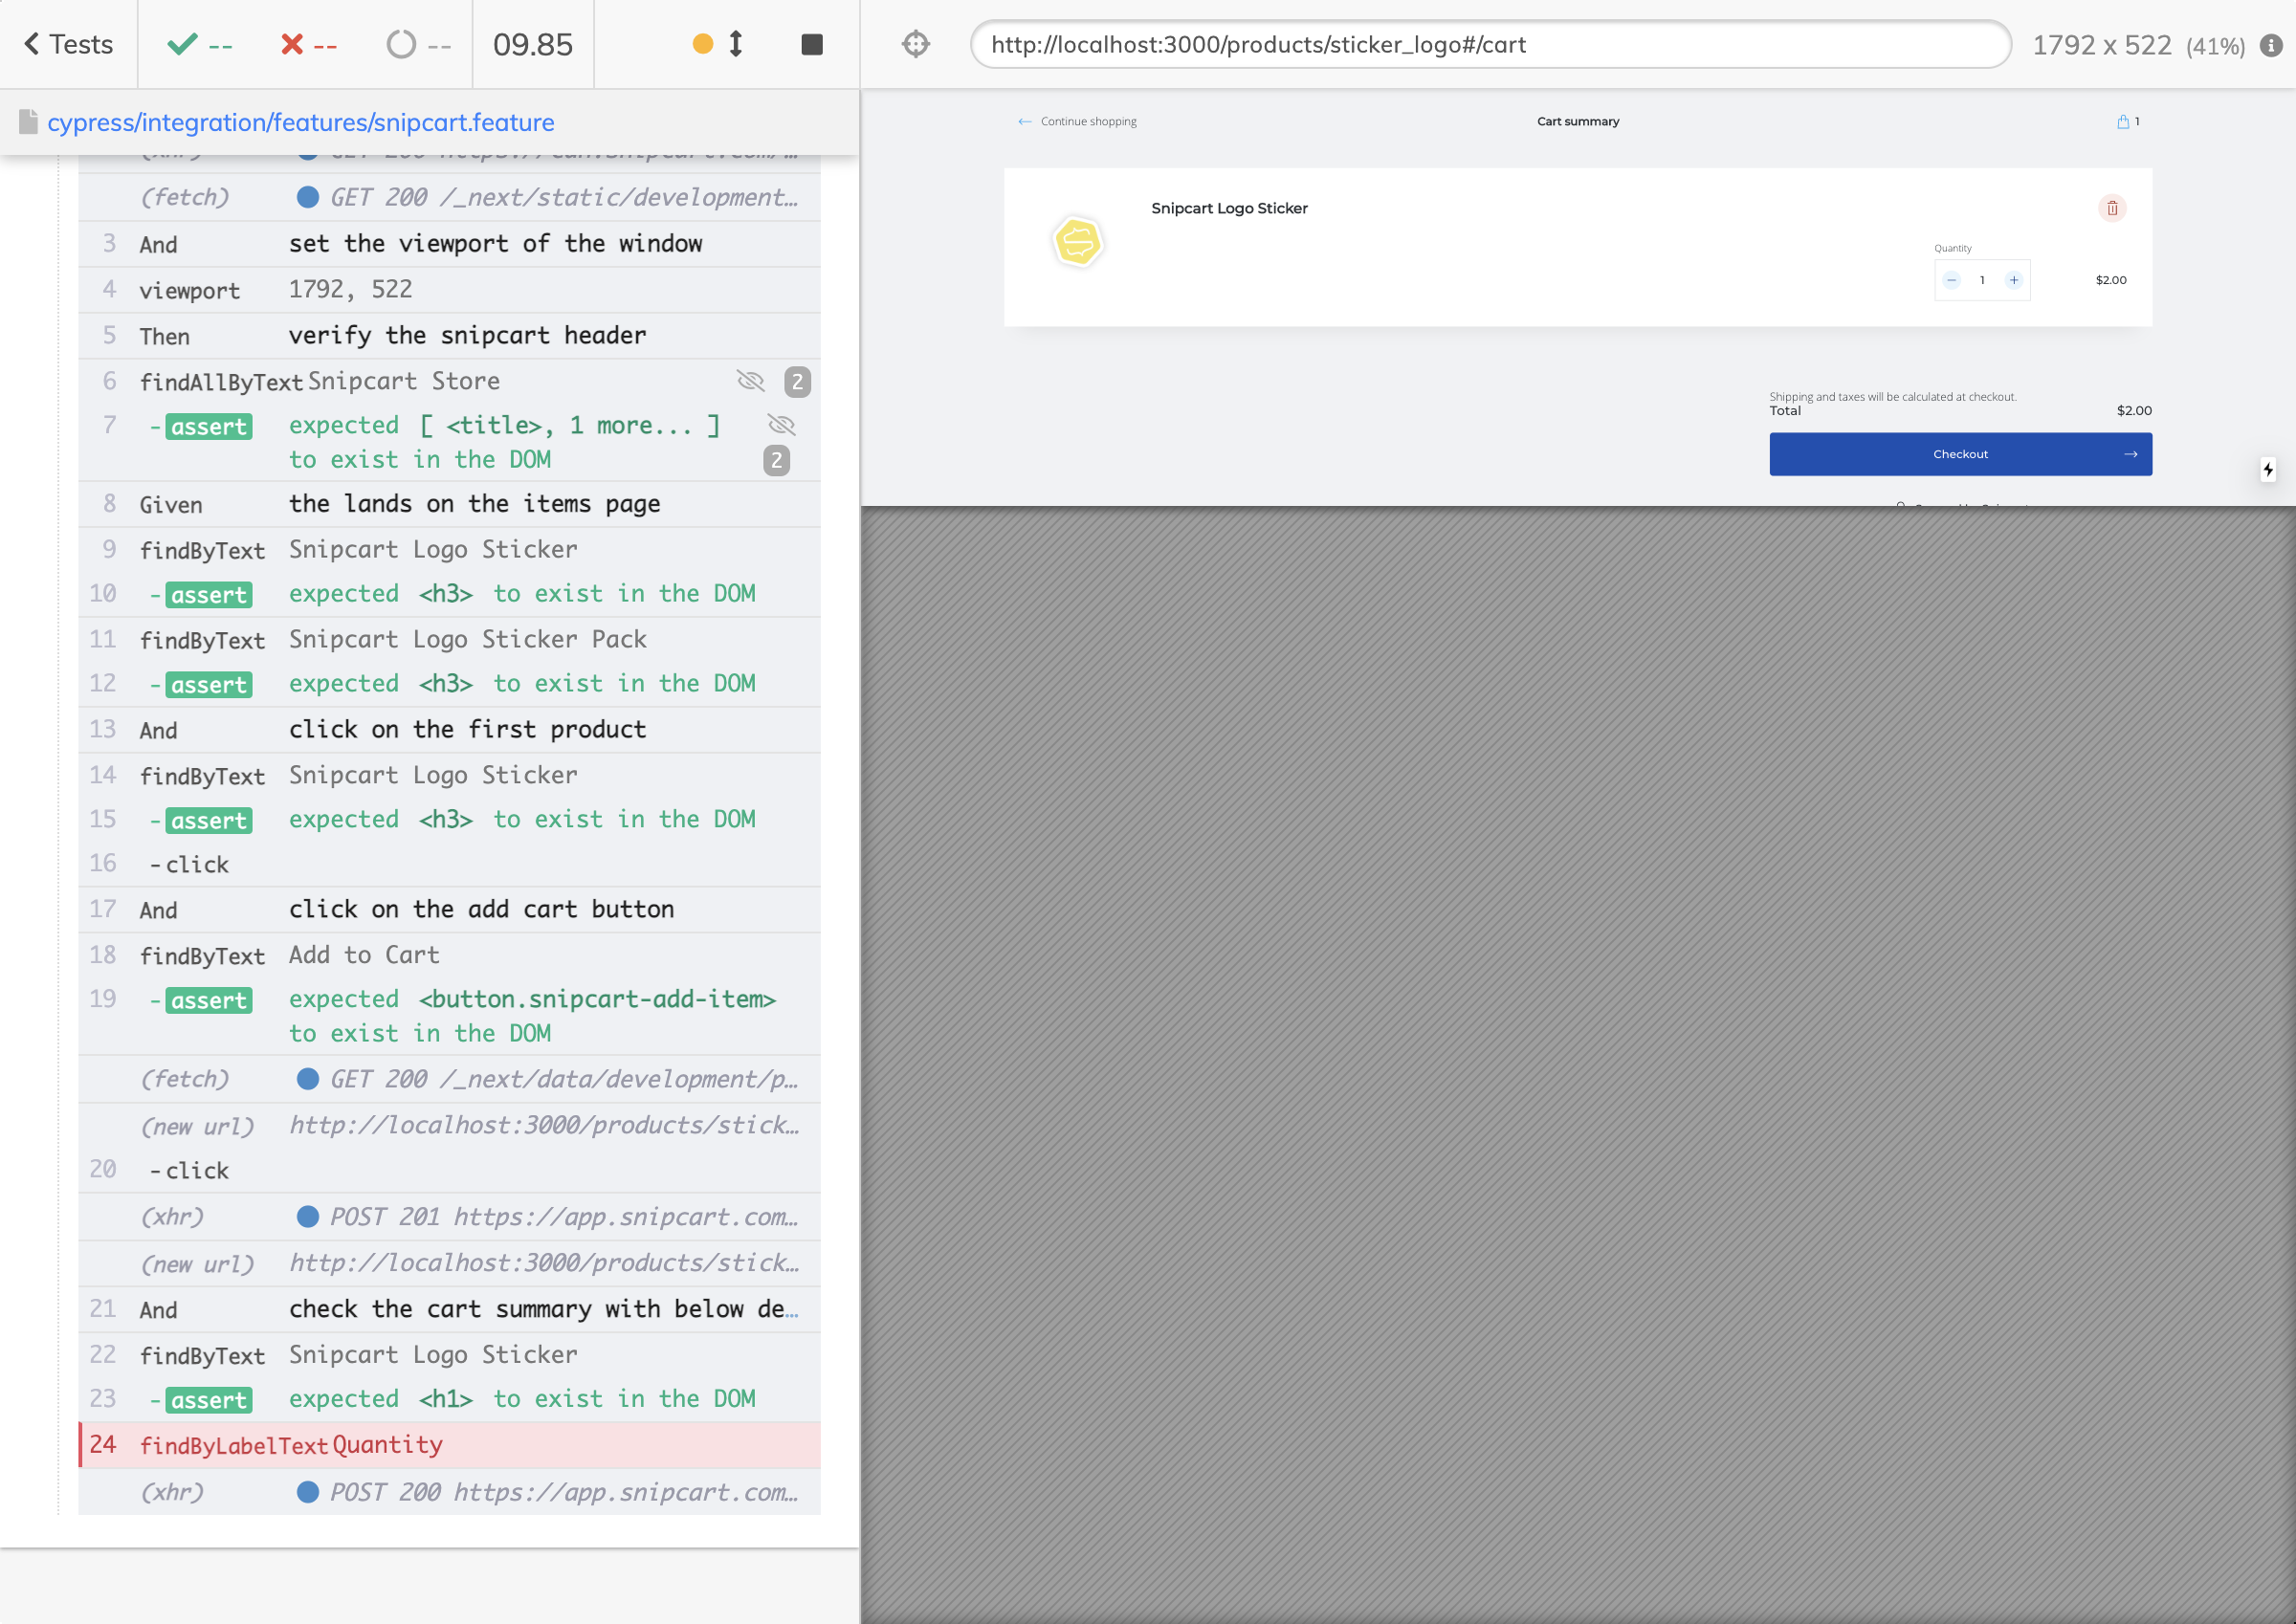 Tests
--
--
--
09.85
http://localhost:3000/products/sticker_logo#/cart
1792 x 522 (41%)
cypress/integration/features/snipcart.feature
(fetch) GET 200 /_next/static/development…
3 And set the viewport of the window
4 viewport 1792, 522
5 Then verify the snipcart header
6 findAllByText Snipcart Store 2
7 -assert expected [ <title>, 1 more... ]
to exist in the DOM 2
8 Given the lands on the items page
9 findByText Snipcart Logo Sticker
10 -assert expected <h3> to exist in the DOM
11 findByText Snipcart Logo Sticker Pack
12 -assert expected <h3> to exist in the DOM
13 And click on the first product
14 findByText Snipcart Logo Sticker
15 -assert expected <h3> to exist in the DOM
16 -click
17 And click on the add cart button
18 findByText Add to Cart
19 -assert expected <button.snipcart-add-item>
to exist in the DOM
(fetch) GET 200 /_next/data/development/p…
(new url) http://localhost:3000/products/stick…
20 -click
(xhr) POST 201 https://app.snipcart.com…
(new url) http://localhost:3000/products/stick…
21 And check the cart summary with below de…
22 findByText Snipcart Logo Sticker
23 -assert expected <h1> to exist in the DOM
24 findByLabelText Quantity
(xhr) POST 200 https://app.snipcart.com…
Continue shopping
Cart summary
1
Snipcart Logo Sticker
Quantity
− 1 +
$2.00
Shipping and taxes will be calculated at checkout.
Total $2.00
Checkout